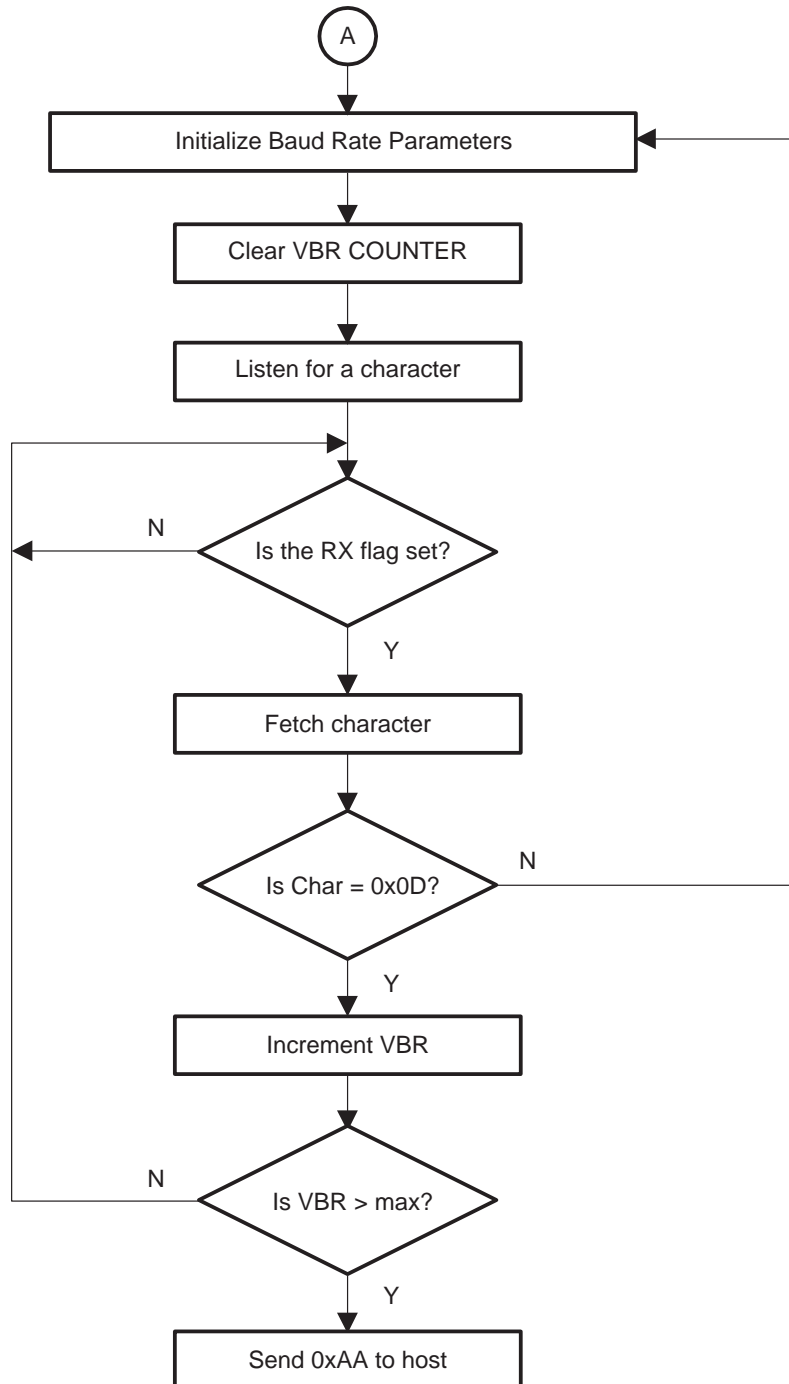 A
Initialize Baud Rate Parameters
Clear VBR COUNTER
Listen for a character
N
Is the RX flag set?
Y
Fetch character
N
Is Char = 0x0D?
Y
Increment VBR
N
Is VBR > max?
Y
Send 0xAA to host